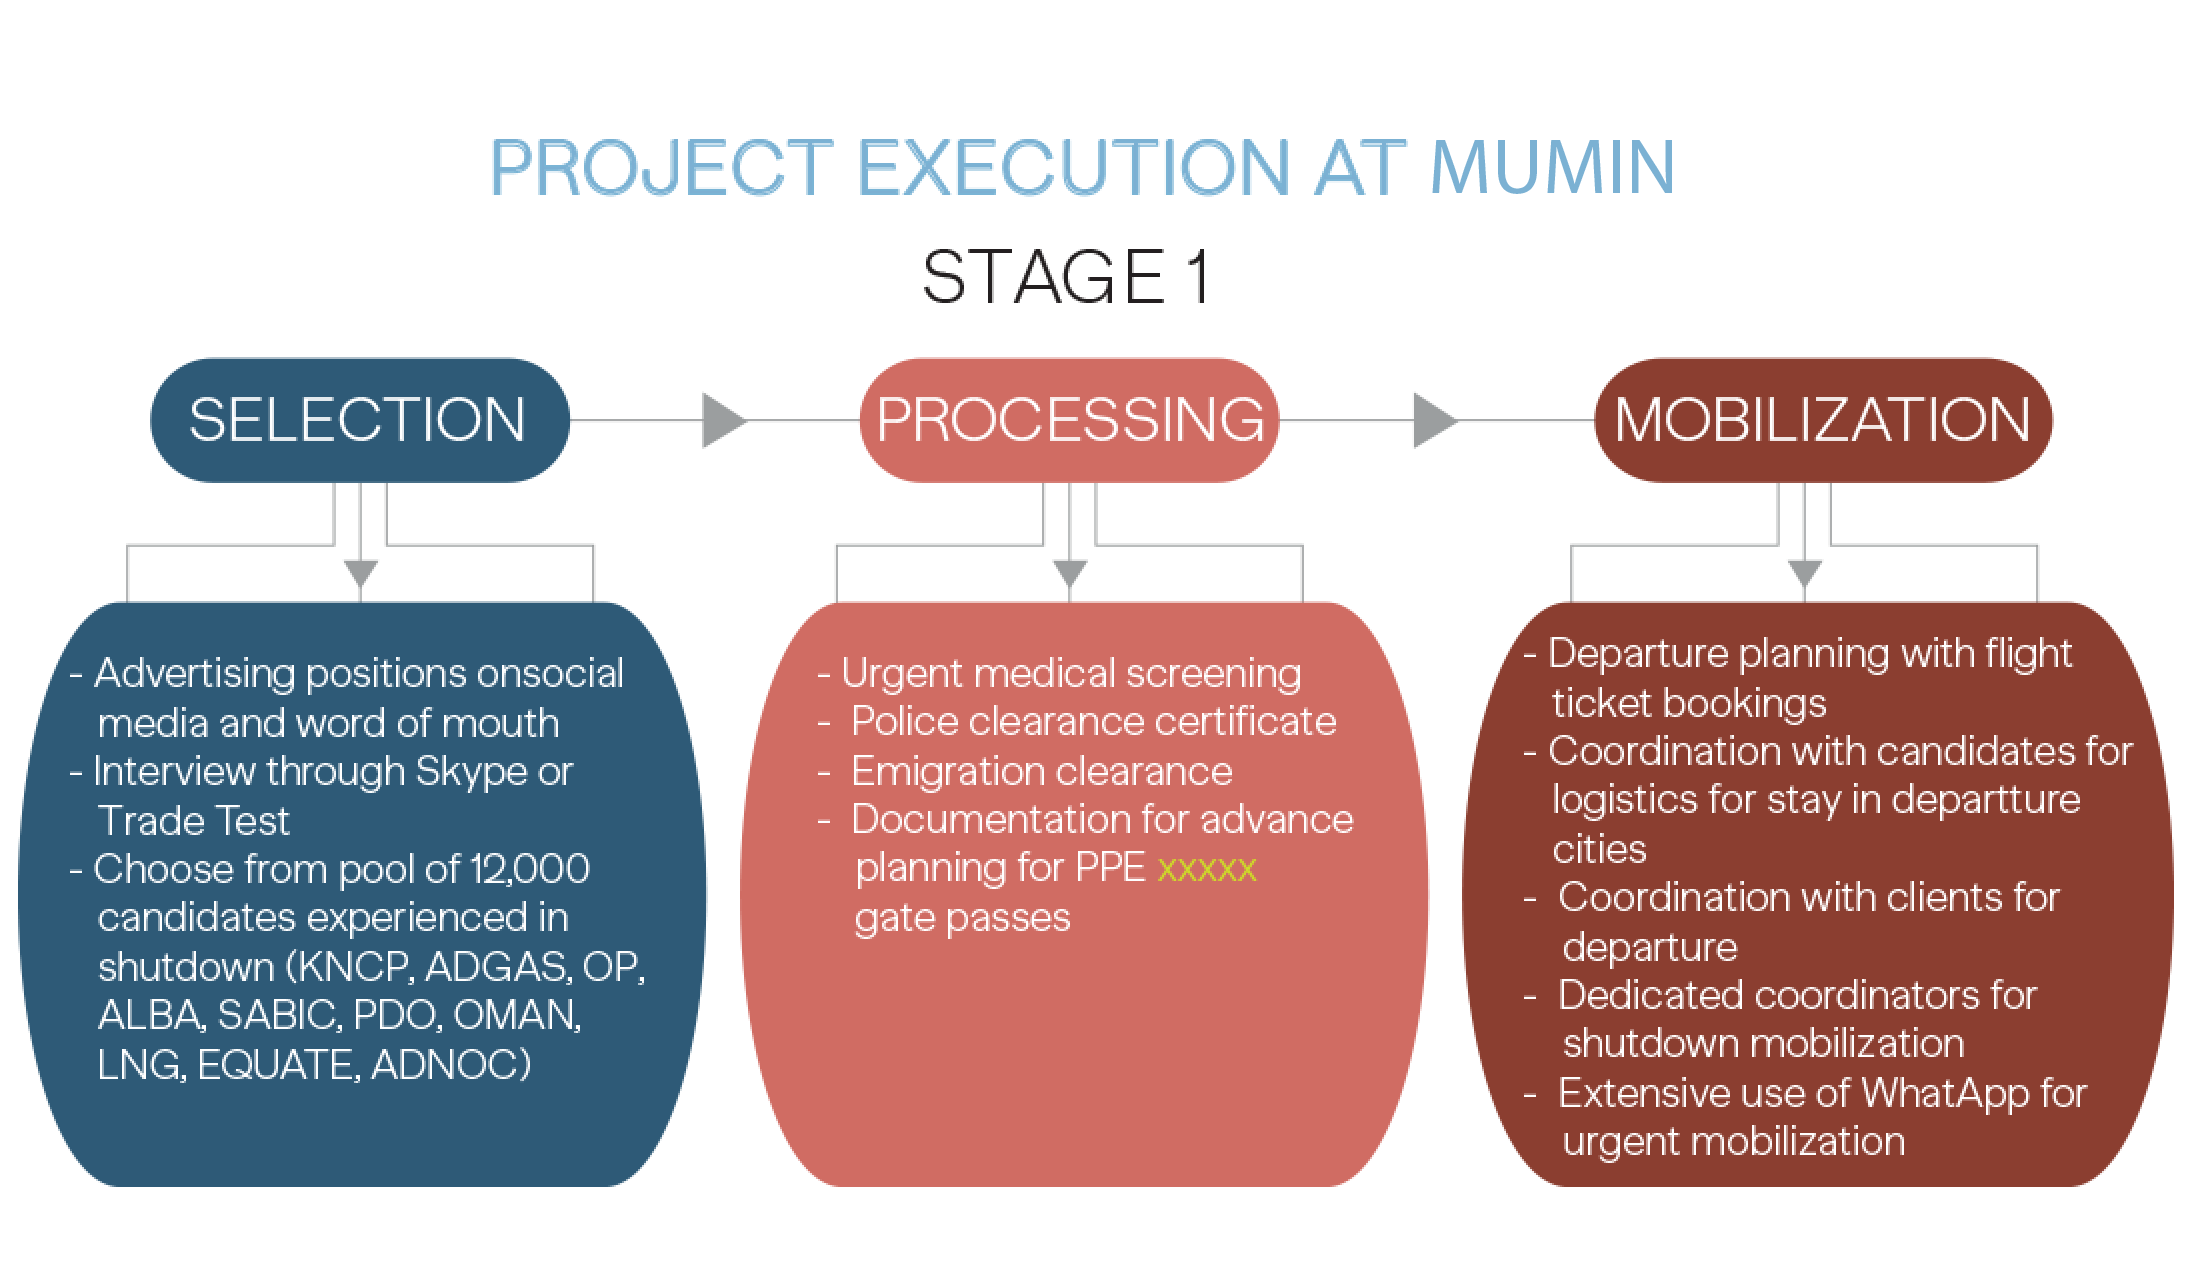 PROJECT EXECUTION AT MUMIN
STAGE 1
SELECTION
PROCESSING
MOBILIZATION
- Advertising positions onsocial
media and word of mouth
- Interview through Skype or
Trade Test
- Choose from pool of 12,000
candidates experienced in
shutdown (KNCP, ADGAS, OP,
ALBA, SABIC, PDO, OMAN,
LNG, EQUATE, ADNOC)
- Urgent medical screening
- Police clearance certificate
- Emigration clearance
- Documentation for advance
planning for PPE xxxxx
gate passes
- Departure planning with flight
ticket bookings
- Coordination with candidates for
logistics for stay in departture
cities
- Coordination with clients for
departure
- Dedicated coordinators for
shutdown mobilization
- Extensive use of WhatApp for
urgent mobilization